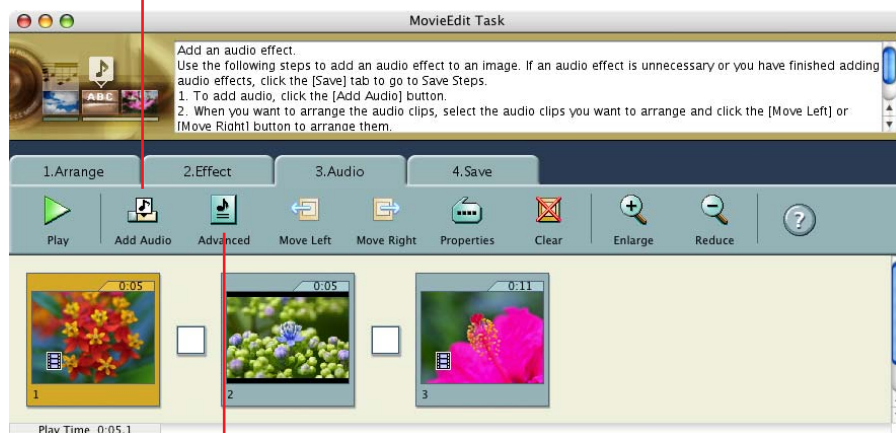 MovieEdit Task
Add an audio effect.
Use the following steps to add an audio effect to an image. If an audio effect is unnecessary or you have finished adding
audio effects, click the [Save] tab to go to Save Steps.
1. To add audio, click the [Add Audio] button.
2. When you want to arrange the audio clips, select the audio clips you want to arrange and click the [Move Left] or
[Move Right] button to arrange them.
ABC
1.Arrange 2.Effect 3.Audio 4.Save
Play Add Audio Advanced Move Left Move Right Properties Clear Enlarge Reduce ?
0:05 0:05 0:11
1 2 3
Play Time 0:05.1